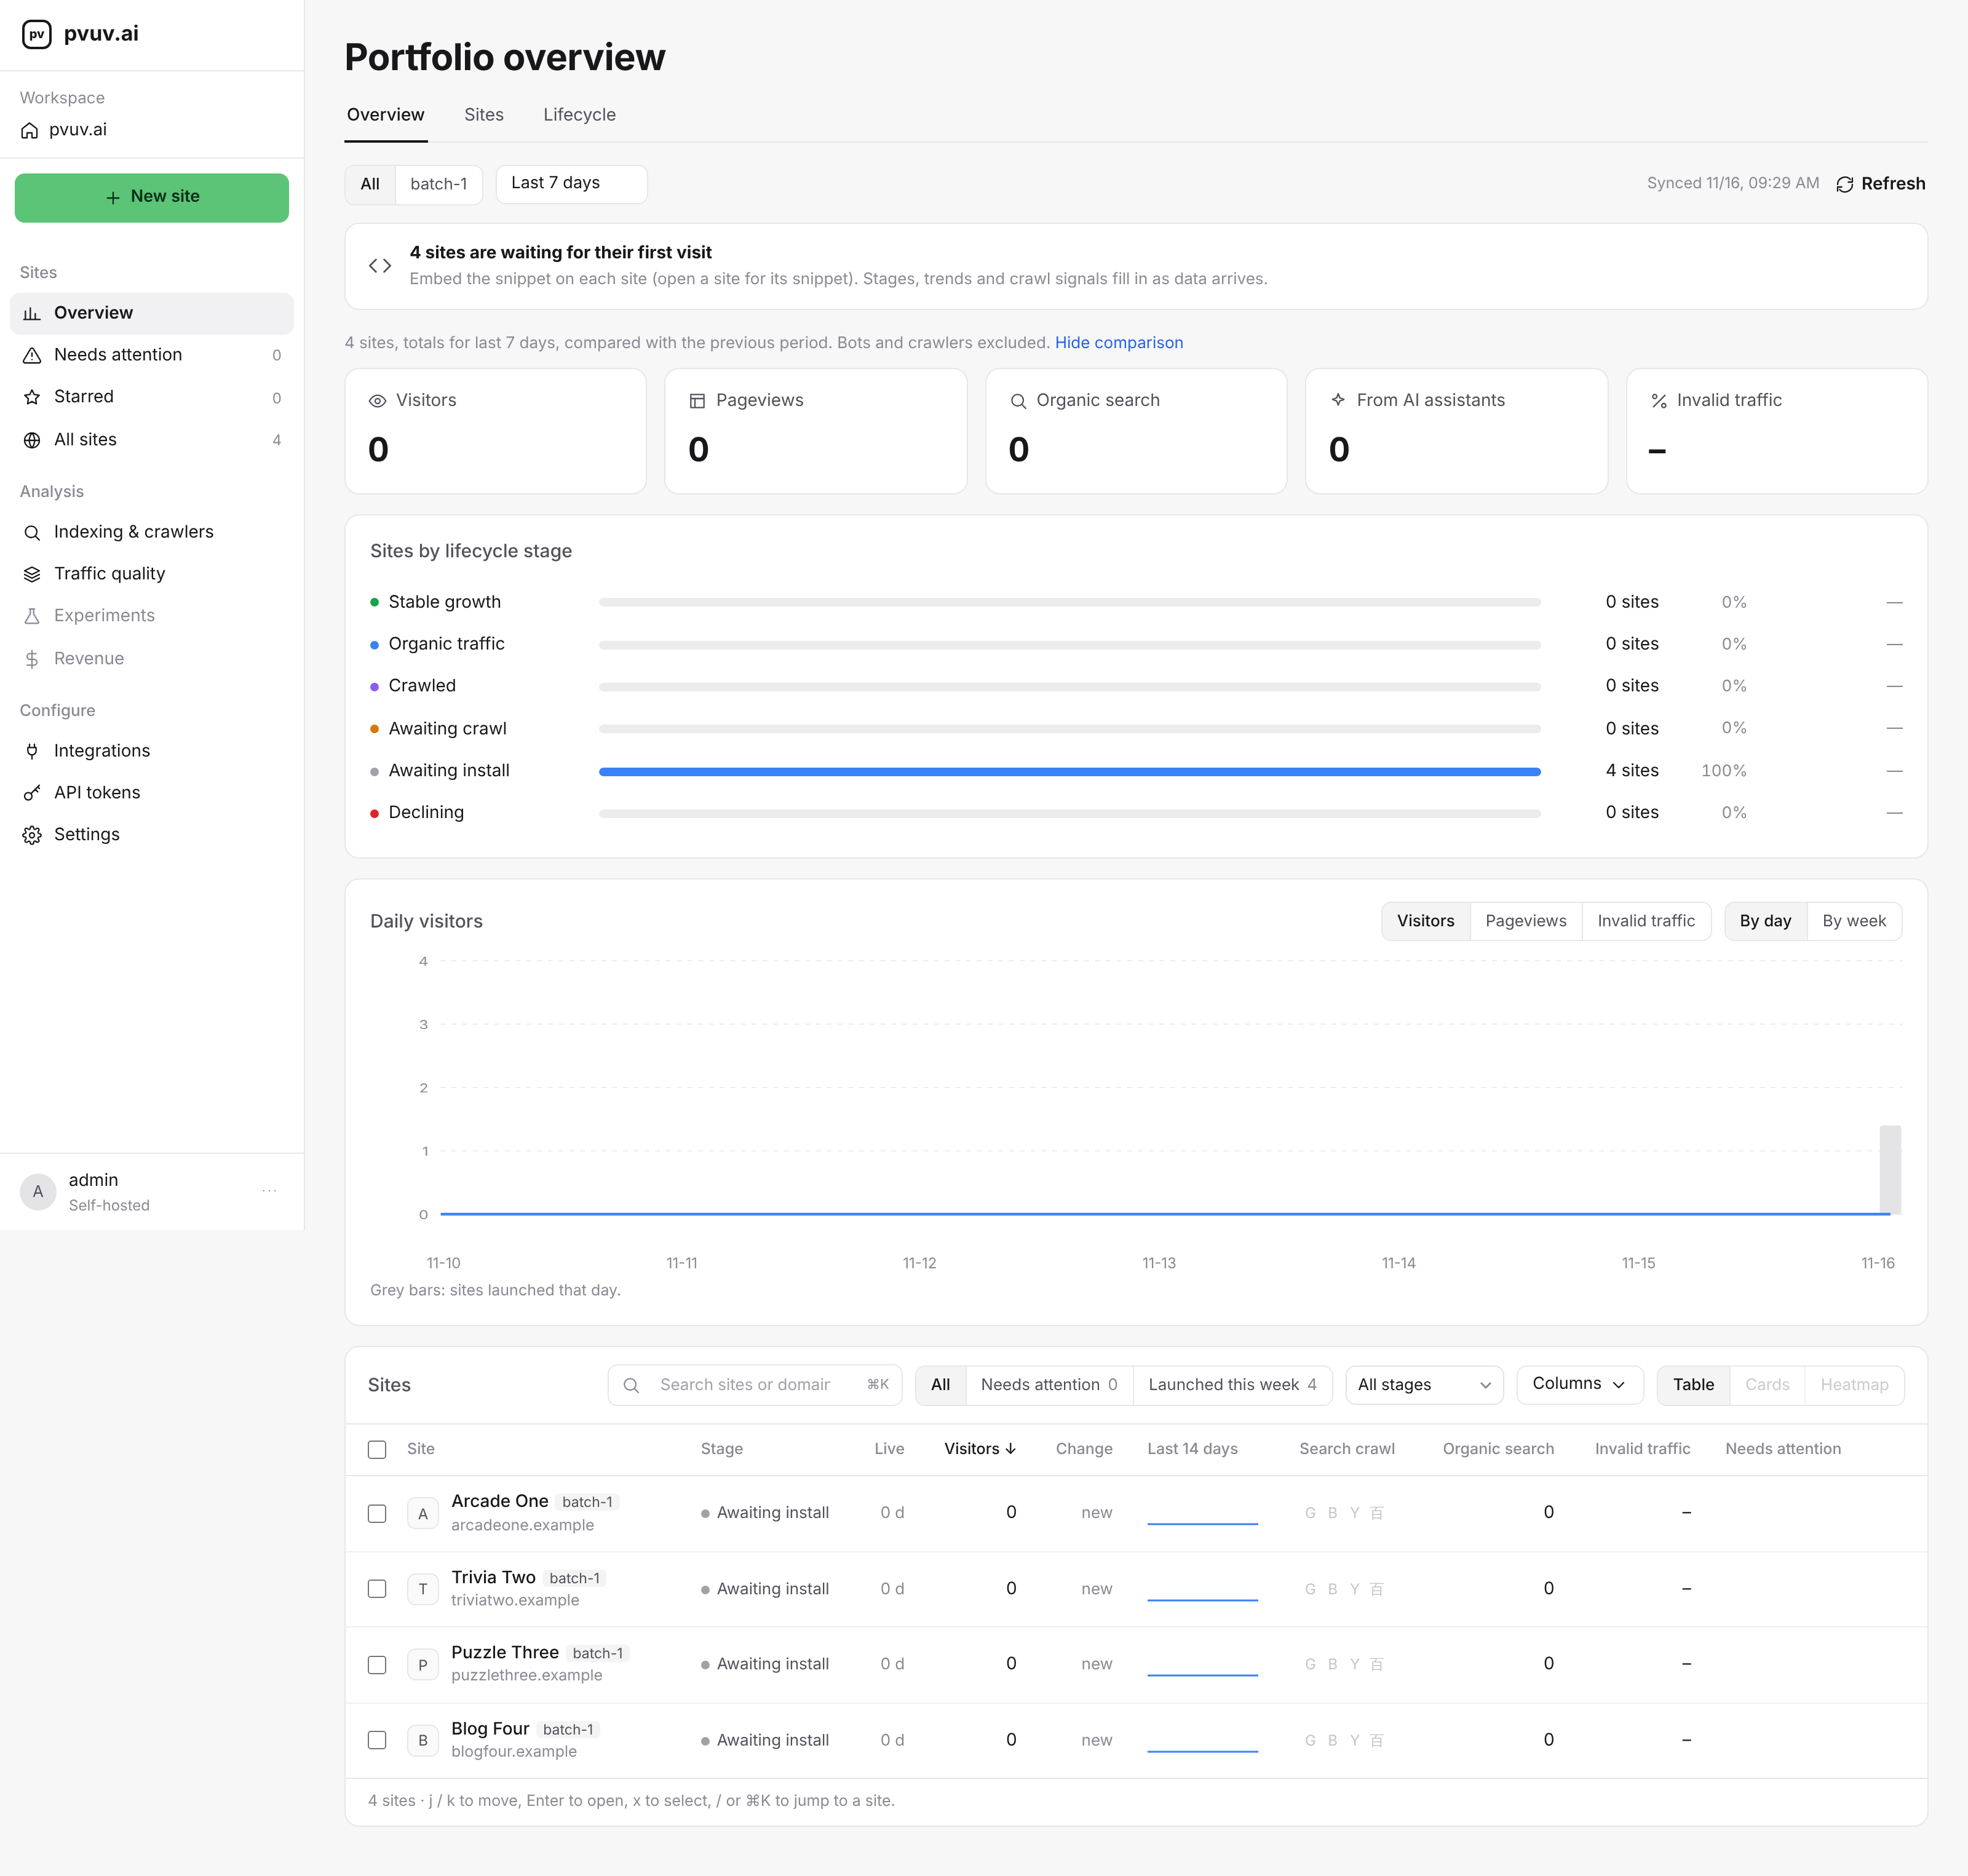 pv pvuv.ai
Workspace
pvuv.ai
+ New site
Sites
Overview
Needs attention 0
Starred 0
All sites 4
Analysis
Indexing & crawlers
Traffic quality
Experiments
Revenue
Configure
Integrations
API tokens
Settings
A
admin
Self-hosted
...
Portfolio overview
Overview Sites Lifecycle
All batch-1 Last 7 days Synced 11/16, 09:29 AM Refresh
4 sites are waiting for their first visit
Embed the snippet on each site (open a site for its snippet). Stages, trends and crawl signals fill in as data arrives.
4 sites, totals for last 7 days, compared with the previous period. Bots and crawlers excluded. Hide comparison
Visitors Pageviews Organic search From AI assistants Invalid traffic
0 0 0 0 –
Sites by lifecycle stage
Stable growth 0 sites 0% —
Organic traffic 0 sites 0% —
Crawled 0 sites 0% —
Awaiting crawl 0 sites 0% —
Awaiting install 4 sites 100% —
Declining 0 sites 0% —
Daily visitors Visitors Pageviews Invalid traffic By day By week
4
3
2
1
0
11-10 11-11 11-12 11-13 11-14 11-15 11-16
Grey bars: sites launched that day.
Sites Search sites or domair ⌘K All Needs attention 0 Launched this week 4 All stages Columns Table Cards Heatmap
Site Stage Live Visitors ↓ Change Last 14 days Search crawl Organic search Invalid traffic Needs attention
A Arcade One batch-1
arcadeone.example
Awaiting install 0 d 0 new G B Y 百 0 –
T Trivia Two batch-1
triviatwo.example
Awaiting install 0 d 0 new G B Y 百 0 –
P Puzzle Three batch-1
puzzlethree.example
Awaiting install 0 d 0 new G B Y 百 0 –
B Blog Four batch-1
blogfour.example
Awaiting install 0 d 0 new G B Y 百 0 –
4 sites · j / k to move, Enter to open, x to select, / or ⌘K to jump to a site.